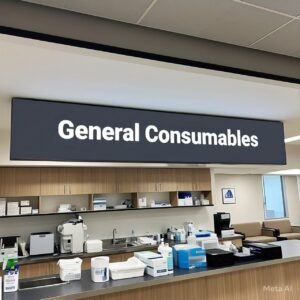 General Consumables
Meta AI